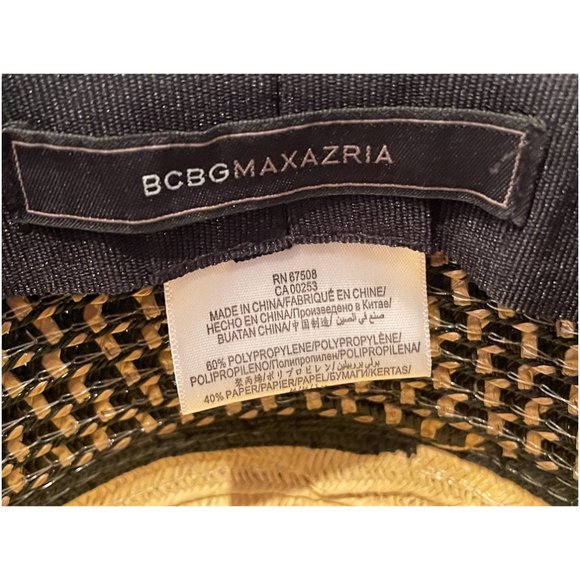 BCBGMAXAZRIA
RN 67508
CA 00253
MADE IN CHINA/FABRIQUÉ EN CHINE/
HECHO EN CHINA/Произведено в Китае/
BUATAN CHINA/中国制造/صنع في الصين
60% POLYPROPYLENE/POLYPROPYLÈNE/
POLIPROPILENO/Полипропилен/POLIPROPILENA/
聚丙烯/ポリプロピレン/بولي بروبيلين
40% PAPER/PAPIER/PAPEL/БУМАГИ/KERTAS/